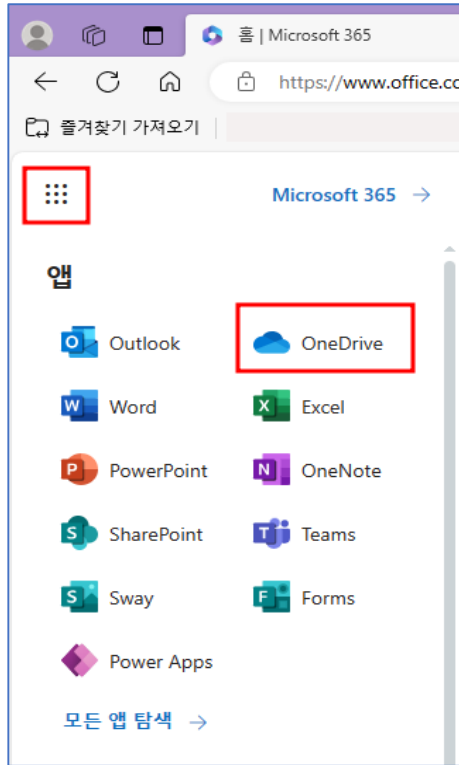 홈 | Microsoft 365
https://www.office.co
즐겨찾기 가져오기
Microsoft 365 →
앱
Outlook OneDrive
Word Excel
PowerPoint OneNote
SharePoint Teams
Sway Forms
Power Apps
모든 앱 탐색 →